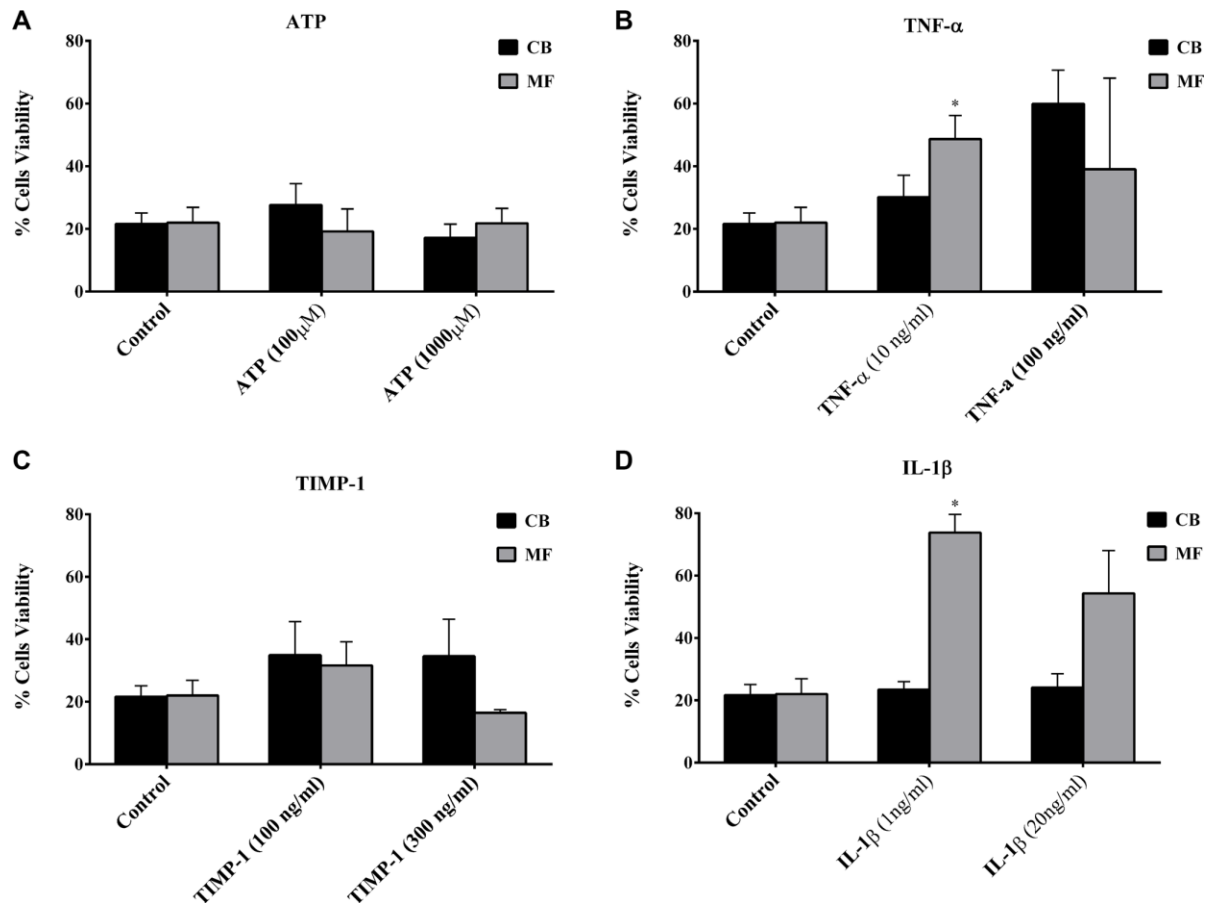 A
ATP
% Cells Viability
80
60
40
20
0
CB
MF
Control
ATP (100µM)
ATP (1000µM)
B
TNF-α
% Cells Viability
80
60
40
20
0
*
CB
MF
Control
TNF-α (10 ng/ml)
TNF-a (100 ng/ml)
C
TIMP-1
% Cells Viability
80
60
40
20
0
CB
MF
Control
TIMP-1 (100 ng/ml)
TIMP-1 (300 ng/ml)
D
IL-1β
% Cells Viability
80
60
40
20
0
*
CB
MF
Control
IL-1β (1ng/ml)
IL-1β (20ng/ml)